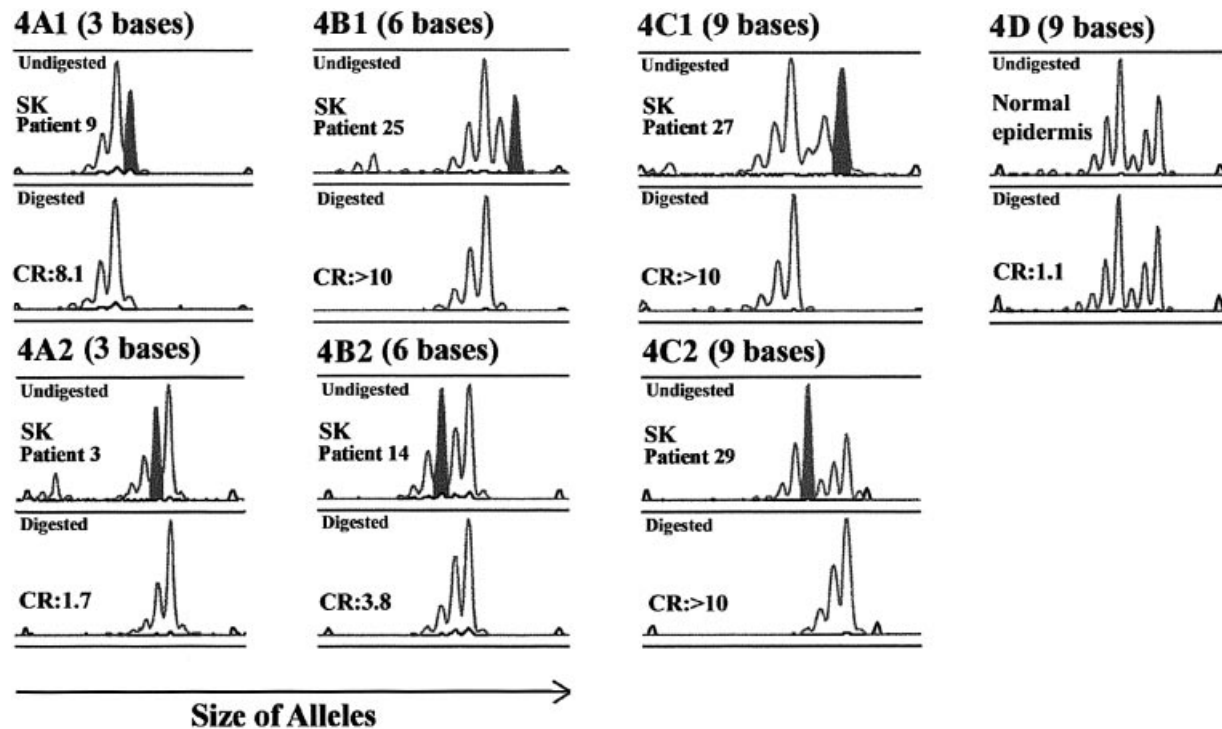 4A1 (3 bases)
Undigested
SK
Patient 9
Digested
CR:8.1
4B1 (6 bases)
Undigested
SK
Patient 25
Digested
CR:>10
4C1 (9 bases)
Undigested
SK
Patient 27
Digested
CR:>10
4D (9 bases)
Undigested
Normal
epidermis
Digested
CR:1.1
4A2 (3 bases)
Undigested
SK
Patient 3
Digested
CR:1.7
4B2 (6 bases)
Undigested
SK
Patient 14
Digested
CR:3.8
4C2 (9 bases)
Undigested
SK
Patient 29
Digested
CR:>10
Size of Alleles